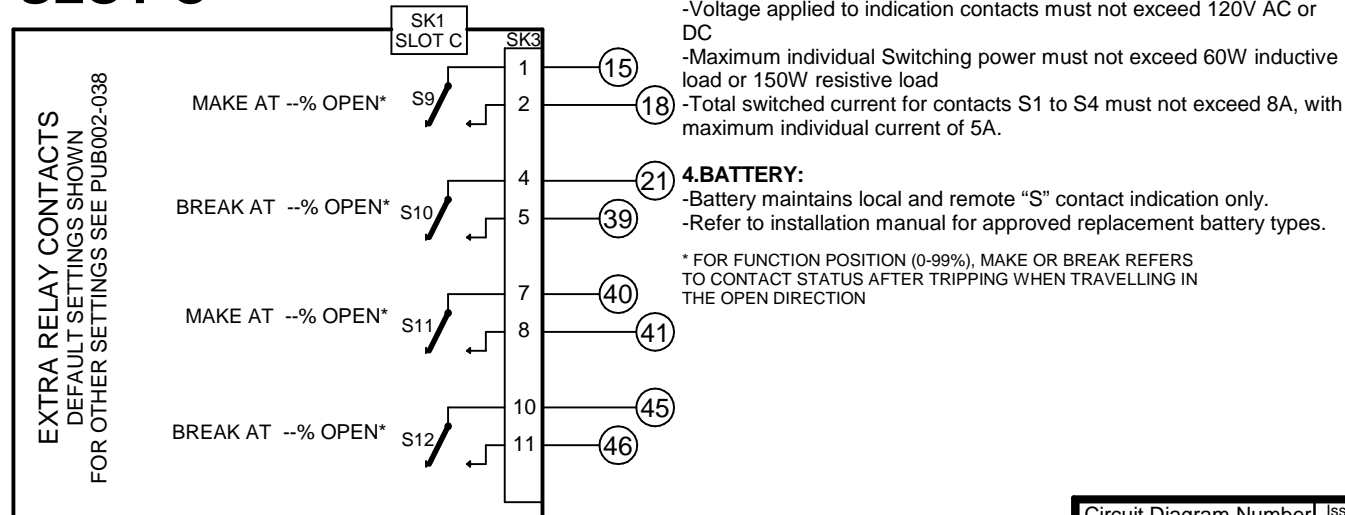 SK1
SLOT C
SK3
EXTRA RELAY CONTACTS
DEFAULT SETTINGS SHOWN
FOR OTHER SETTINGS SEE PUB002-038
MAKE AT --% OPEN*
S9
1
15
2
18
BREAK AT --% OPEN*
S10
4
21
5
39
MAKE AT --% OPEN*
S11
7
40
8
41
BREAK AT --% OPEN*
S12
10
45
11
46
-Voltage applied to indication contacts must not exceed 120V AC or
DC
-Maximum individual Switching power must not exceed 60W inductive
load or 150W resistive load
-Total switched current for contacts S1 to S4 must not exceed 8A, with
maximum individual current of 5A.
4.BATTERY:
-Battery maintains local and remote “S” contact indication only.
-Refer to installation manual for approved replacement battery types.
* FOR FUNCTION POSITION (0-99%), MAKE OR BREAK REFERS
TO CONTACT STATUS AFTER TRIPPING WHEN TRAVELLING IN
THE OPEN DIRECTION
Circuit Diagram Number